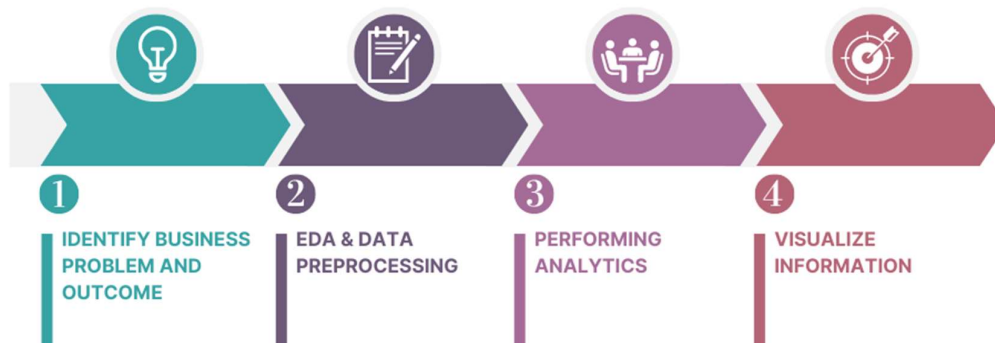 1
IDENTIFY BUSINESS
PROBLEM AND
OUTCOME
2
EDA & DATA
PREPROCESSING
3
PERFORMING
ANALYTICS
4
VISUALIZE
INFORMATION